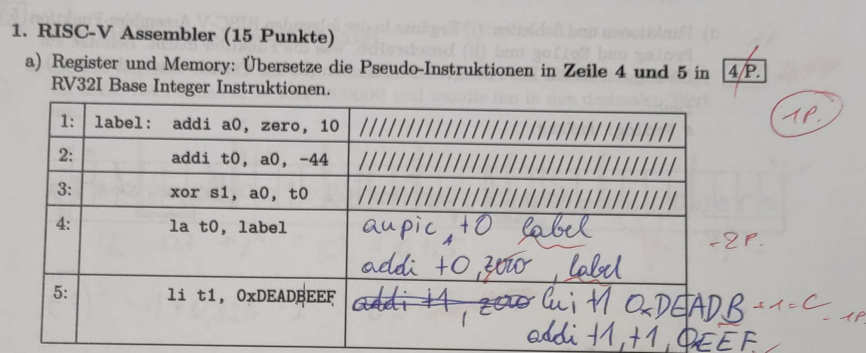 1. RISC-V Assembler (15 Punkte)
a) Register und Memory: Übersetze die Pseudo-Instruktionen in Zeile 4 und 5 in 4 P.
RV32I Base Integer Instruktionen.
1P.
1: label: addi a0, zero, 10 //////////////////////////////////
2: addi t0, a0, -44 //////////////////////////////////
3: xor s1, a0, t0 //////////////////////////////////
4: la t0, label aupic, t0 label
-2P.
addi t0, zero, label
5: li t1, 0xDEADBEEF addi t1, zero lui t1 0xDEADB +1=C -1P.
addi t1, t1, 0xEEF